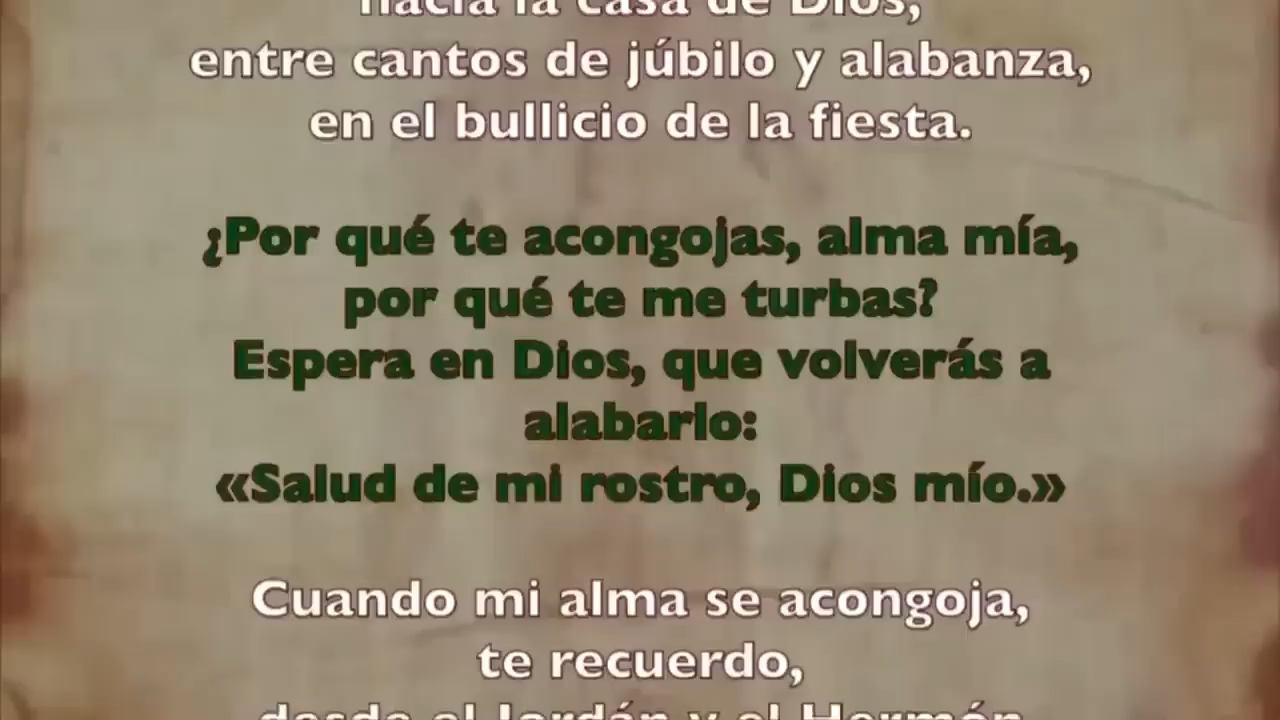 hacia la casa de Dios,
entre cantos de júbilo y alabanza,
en el bullicio de la fiesta.
¿Por qué te acongojas, alma mía,
por qué te me turbas?
Espera en Dios, que volverás a
alabarlo:
«Salud de mi rostro, Dios mío.»
Cuando mi alma se acongoja,
te recuerdo,
desde el Jordán y el Hermón